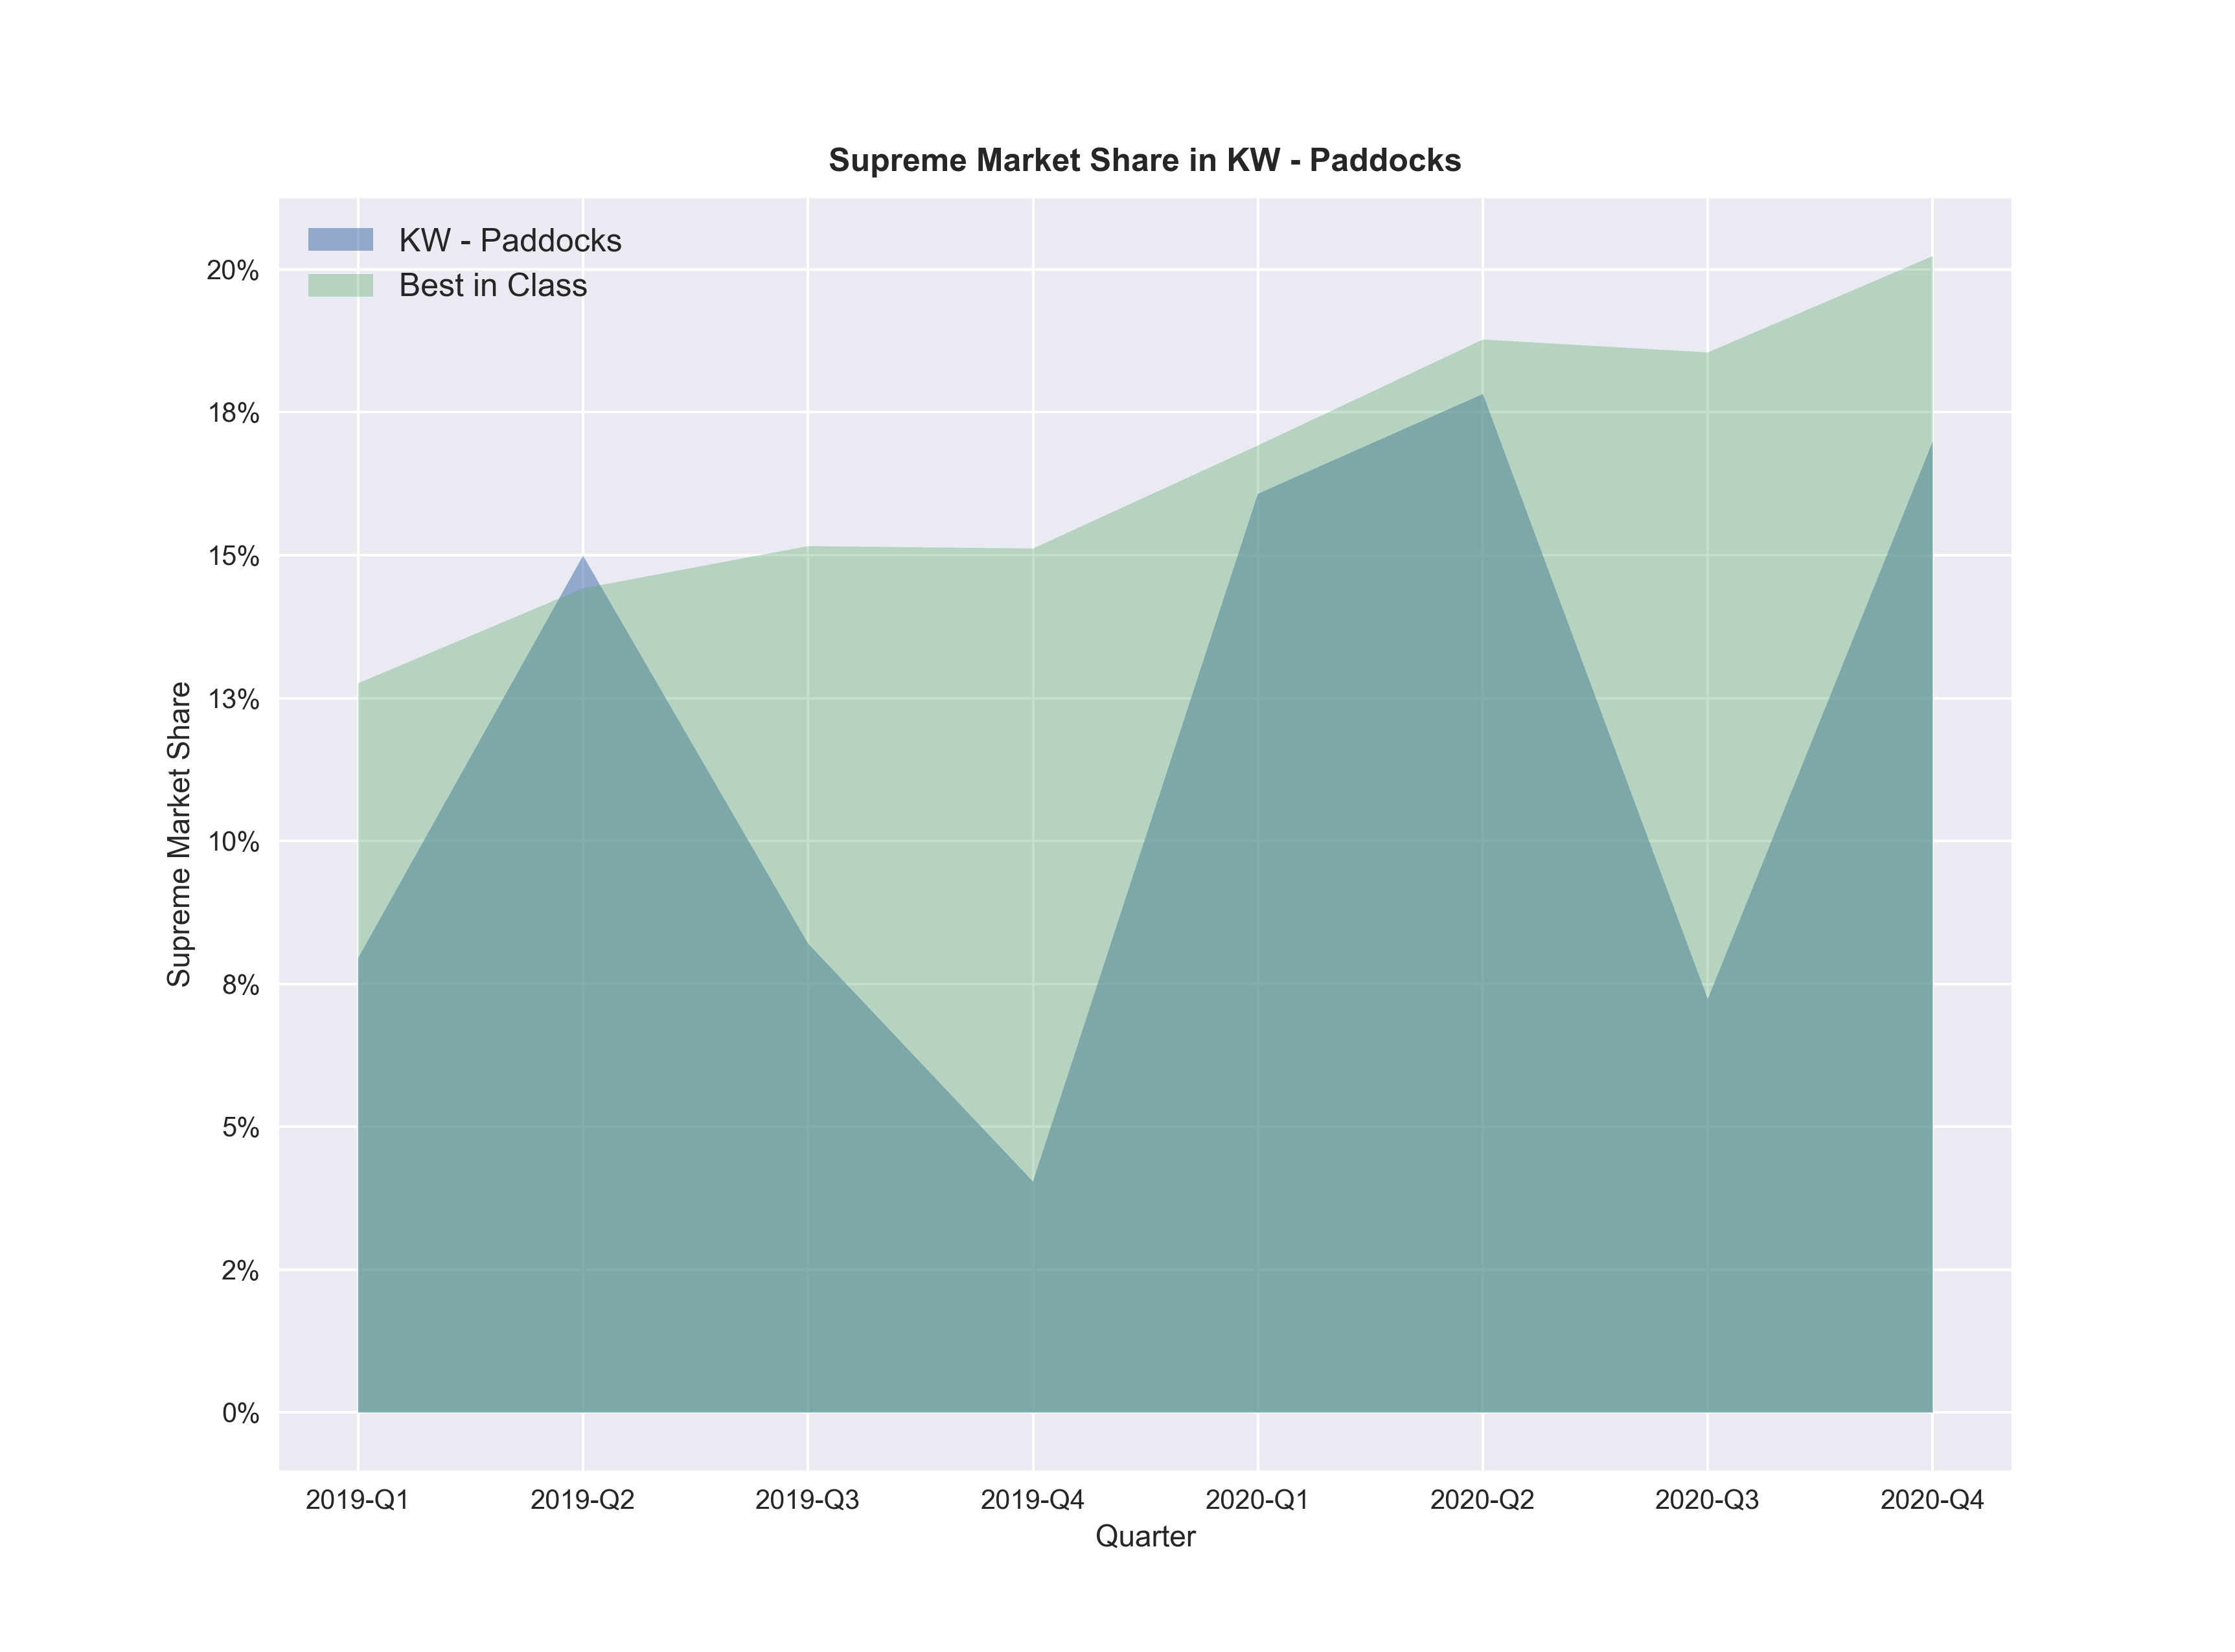 Supreme Market Share in KW - Paddocks
KW - Paddocks
Best in Class
20%
18%
15%
13%
10%
8%
5%
2%
0%
Supreme Market Share
2019-Q1 2019-Q2 2019-Q3 2019-Q4 2020-Q1 2020-Q2 2020-Q3 2020-Q4
Quarter